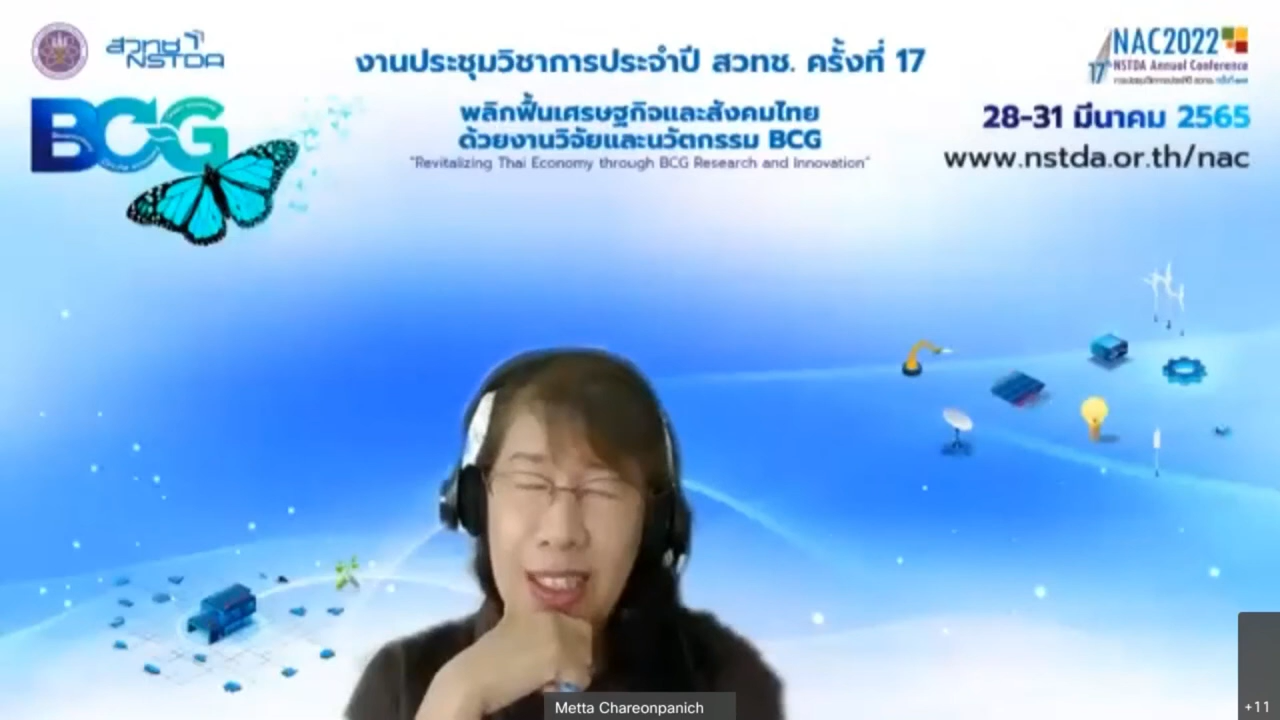 สวทช
NSTDA
BCG
งานประชุมวิชาการประจำปี สวทช. ครั้งที่ 17
พลิกฟื้นเศรษฐกิจและสังคมไทย
ด้วยงานวิจัยและนวัตกรรม BCG
"Revitalizing Thai Economy through BCG Research and Innovation"
NAC2022
17 NSTDA Annual Conference
28-31 มีนาคม 2565
www.nstda.or.th/nac
Metta Chareonpanich
+11